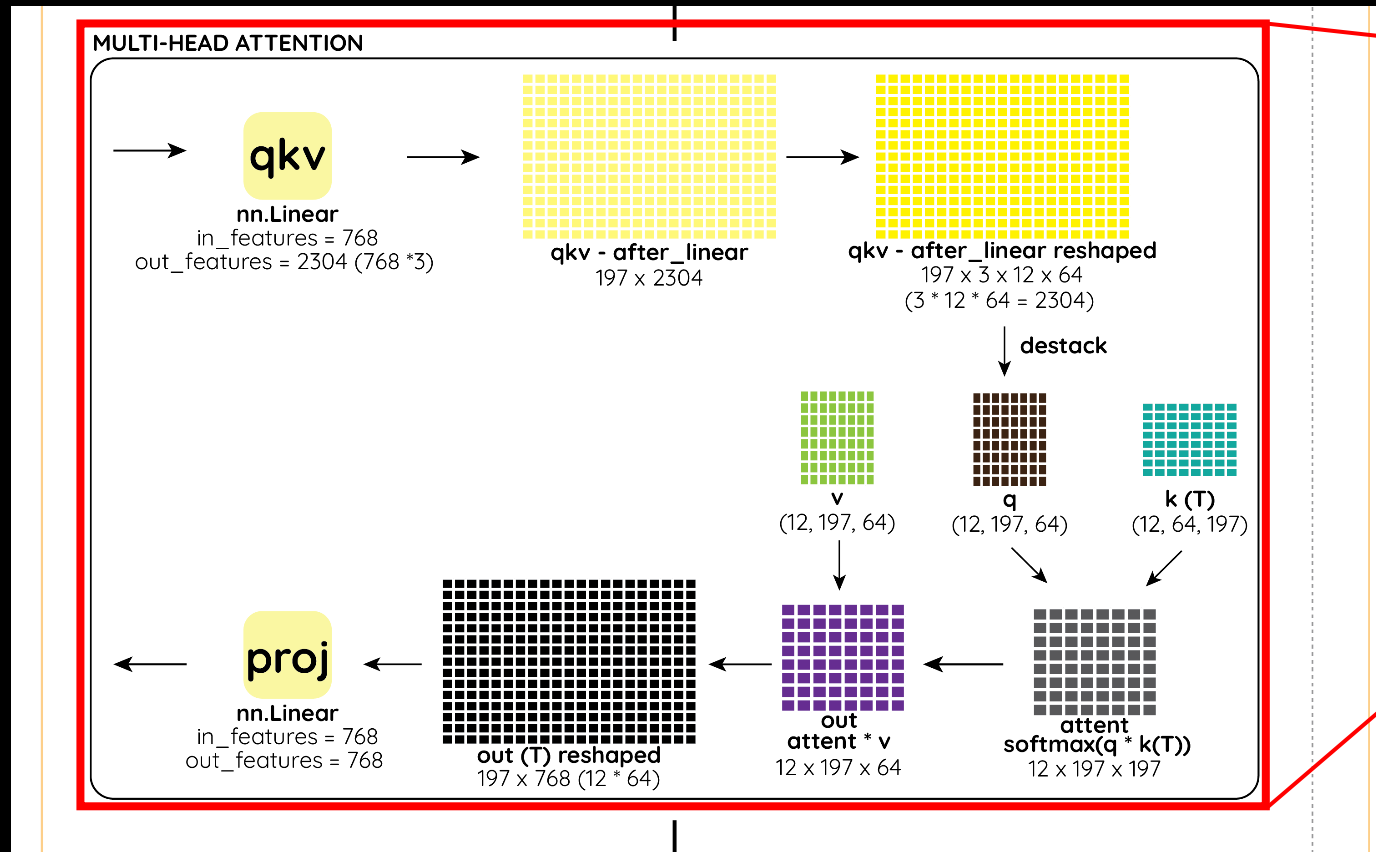 MULTI-HEAD ATTENTION
qkv
nn.Linear
in_features = 768
out_features = 2304 (768 *3)
qkv - after_linear
197 x 2304
qkv - after_linear reshaped
197 x 3 x 12 x 64
(3 * 12 * 64 = 2304)
destack
v
(12, 197, 64)
q
(12, 197, 64)
k (T)
(12, 64, 197)
attent
softmax(q * k(T))
12 x 197 x 197
out
attent * v
12 x 197 x 64
out (T) reshaped
197 x 768 (12 * 64)
proj
nn.Linear
in_features = 768
out_features = 768